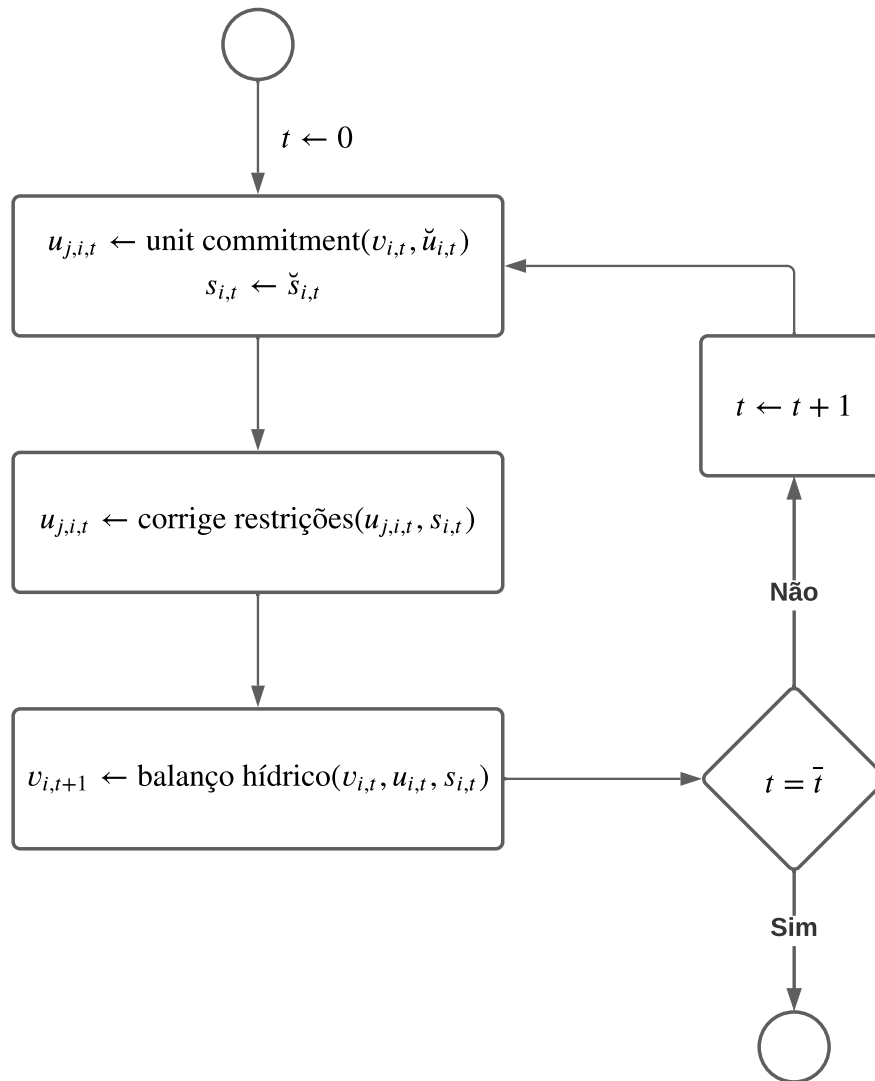 t ← 0
u_{j,i,t} ← unit commitment(v_{i,t}, ŭ_{i,t})
s_{i,t} ← s̆_{i,t}
u_{j,i,t} ← corrige restrições(u_{j,i,t}, s_{i,t})
v_{i,t+1} ← balanço hídrico(v_{i,t}, u_{i,t}, s_{i,t})
t = t̅
Não
t ← t + 1
Sim